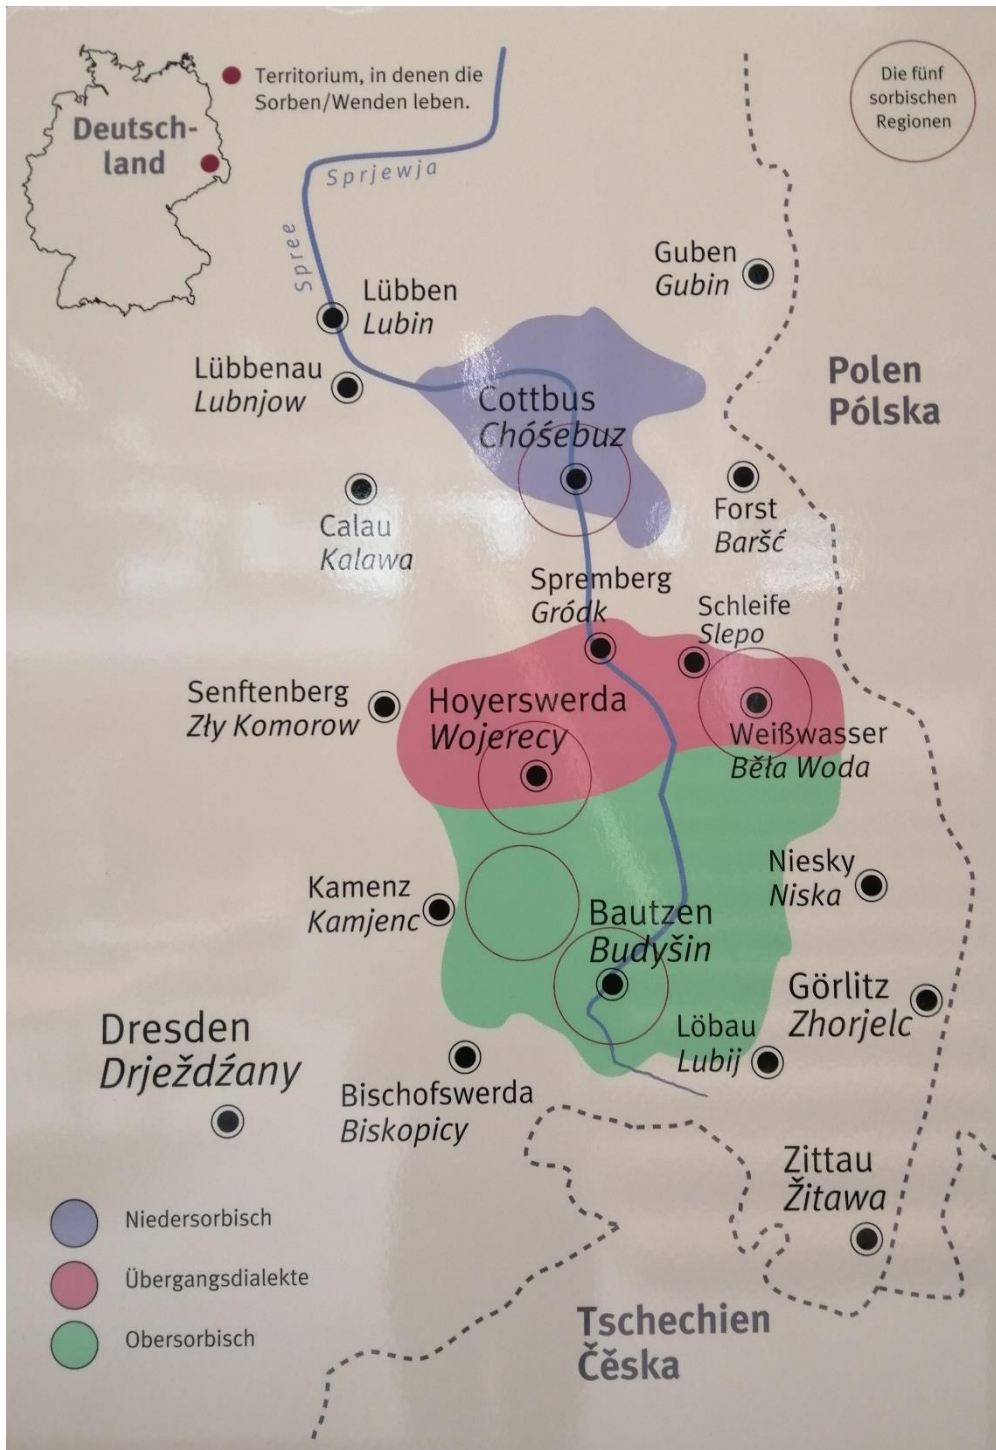 Deutsch-
land
Territorium, in denen die
Sorben/Wenden leben.
Die fünf
sorbischen
Regionen
Sprjewja
Spree
Guben
Gubin
Lübben
Lubin
Lübbenau
Lubnjow
Polen
Pólska
Cottbus
Chóśebuz
Calau
Kalawa
Forst
Baršć
Spremberg
Gródk
Schleife
Slepo
Senftenberg
Zły Komorow
Hoyerswerda
Wojerecy
Weißwasser
Běła Woda
Niesky
Niska
Kamenz
Kamjenc
Bautzen
Budyšin
Görlitz
Zhorjelc
Dresden
Drježdźany
Löbau
Lubij
Bischofswerda
Biskopicy
Zittau
Žitawa
Niedersorbisch
Übergangsdialekte
Obersorbisch
Tschechien
Čěska